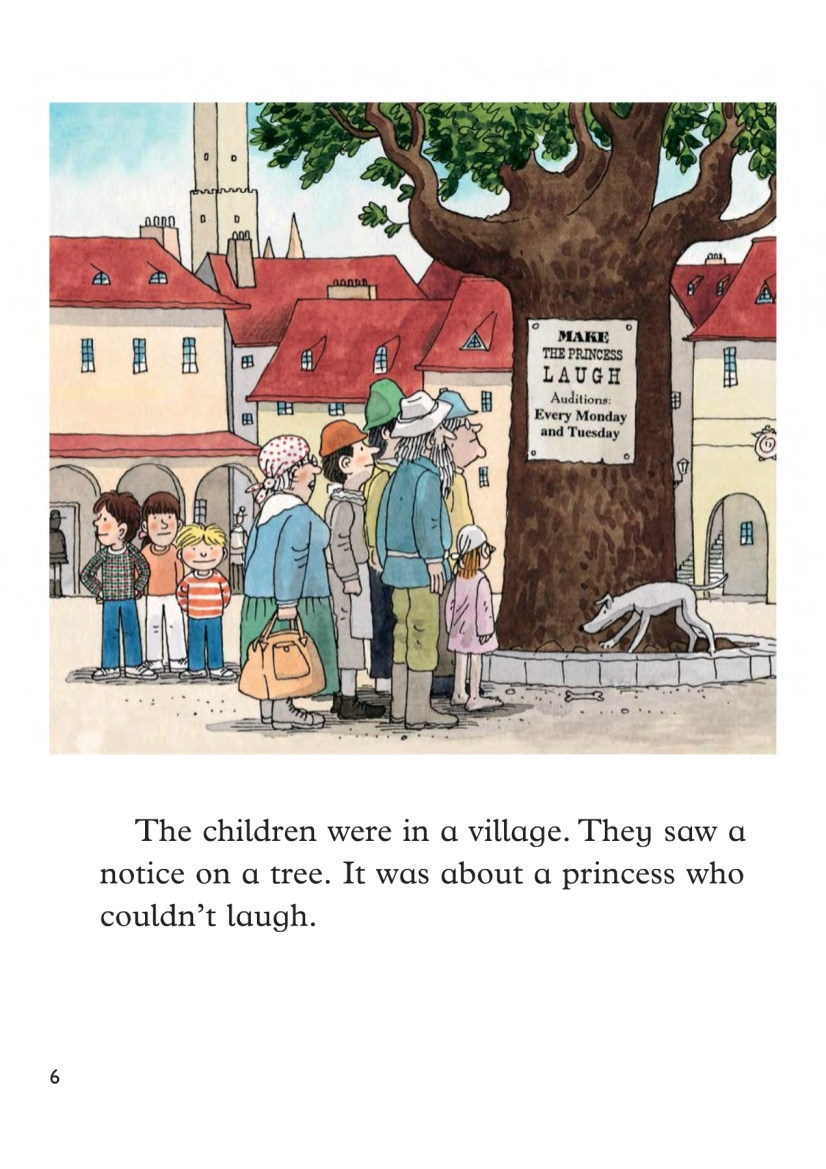 MAKE
THE PRINCESS
LAUGH
Auditions:
Every Monday
and Tuesday
The children were in a village. They saw a
notice on a tree. It was about a princess who
couldn’t laugh.
6